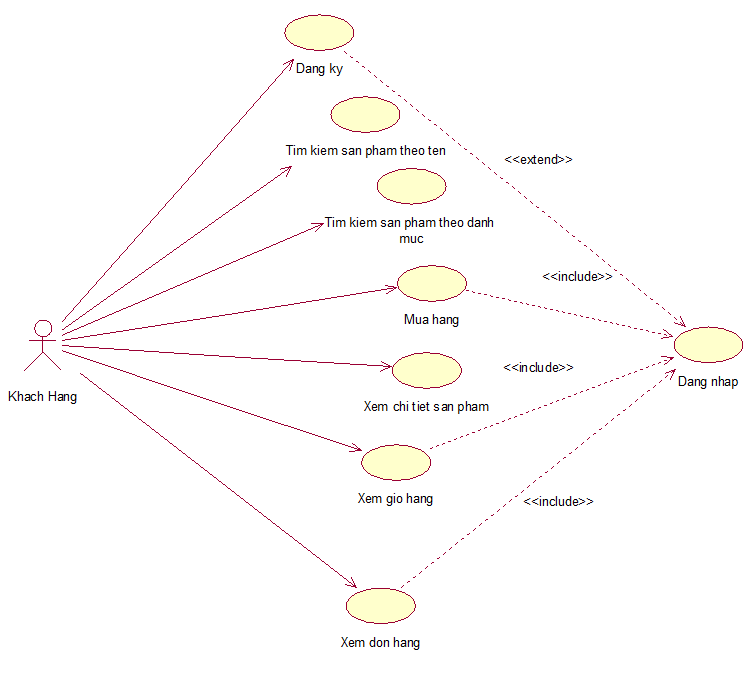 Dang ky
Tim kiem san pham theo ten
<<extend>>
Tim kiem san pham theo danh
muc
<<include>>
Mua hang
<<include>>
Dang nhap
Khach Hang
Xem chi tiet san pham
Xem gio hang
<<include>>
Xem don hang